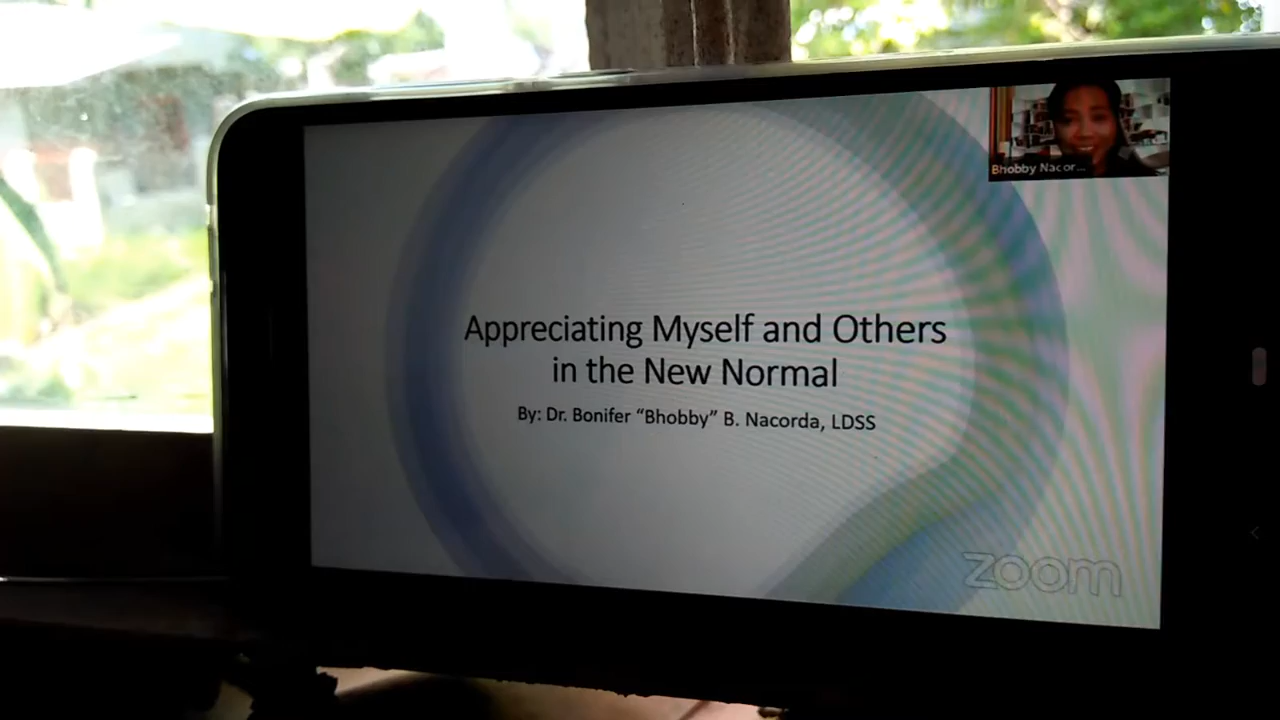 Bhobby Nacor...
Appreciating Myself and Others
in the New Normal
By: Dr. Bonifer “Bhobby” B. Nacorda, LDSS
zoom